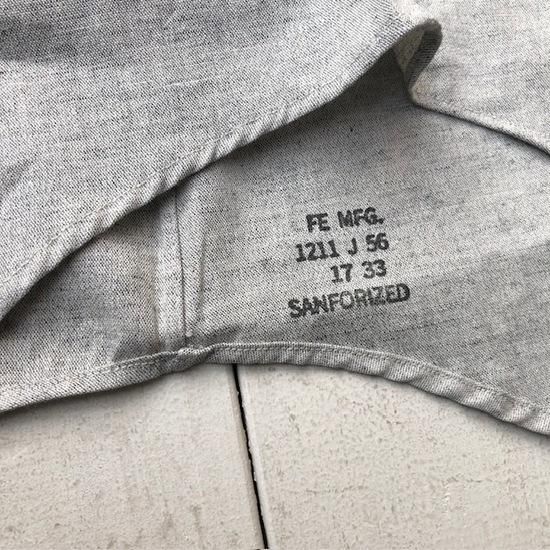 FE MFG.
1211 J 56
17 33
SANFORIZED